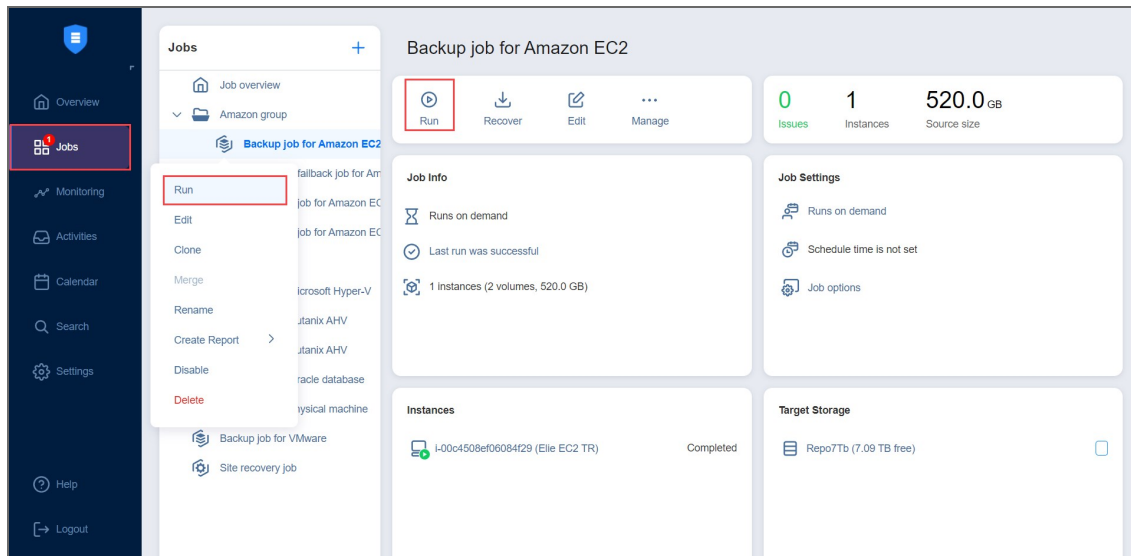 Overview
1
Jobs
Monitoring
Activities
Calendar
Search
Settings
Help
Logout
Jobs +
Job overview
Amazon group
Backup job for Amazon EC2
failback job for Am
job for Amazon EC
job for Amazon EC
icrosoft Hyper-V
utanix AHV
utanix AHV
racle database
ysical machine
Backup job for VMware
Site recovery job
Run
Edit
Clone
Merge
Rename
Create Report
Disable
Delete
Backup job for Amazon EC2
Run Recover Edit Manage
0 1 520.0 GB
Issues Instances Source size
Job Info
Runs on demand
Last run was successful
1 instances (2 volumes, 520.0 GB)
Job Settings
Runs on demand
Schedule time is not set
Job options
Instances
i-00c4508ef06084f29 (Elie EC2 TR) Completed
Target Storage
Repo7Tb (7.09 TB free)